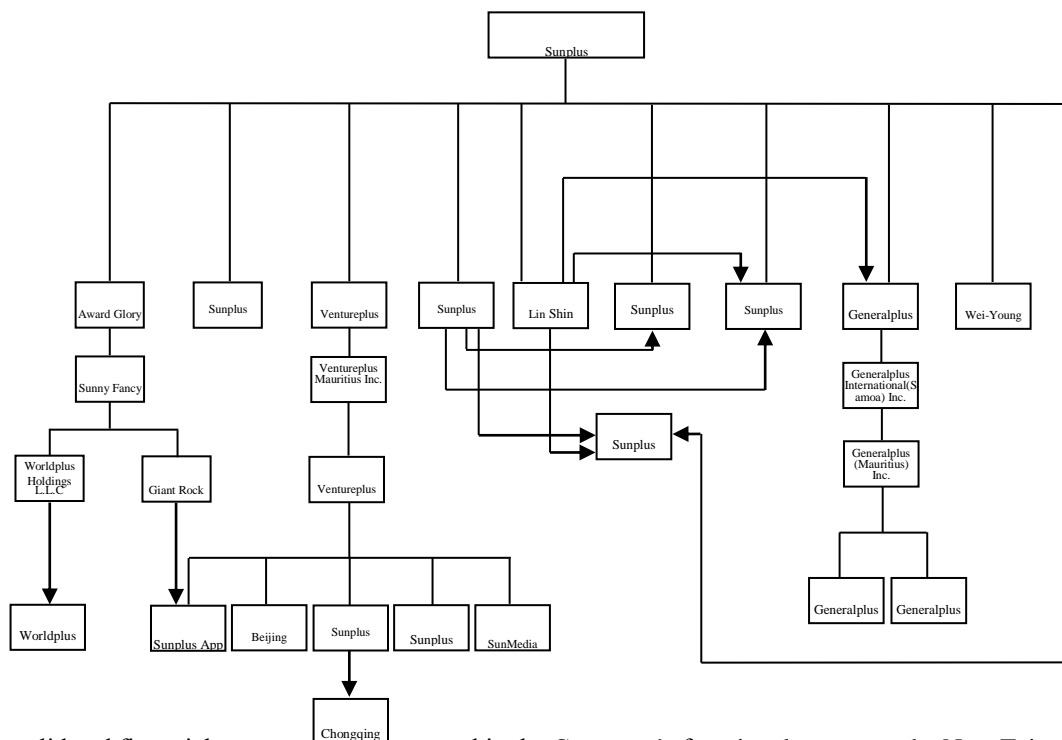 Sunplus
Award Glory
Sunplus
Ventureplus
Sunplus
Lin Shin
Sunplus
Sunplus
Generalplus
Wei-Young
Sunny Fancy
Ventureplus
Mauritius Inc.
Generalplus
International(S
amoa) Inc.
Sunplus
Worldplus
Holdings
L.L.C
Giant Rock
Ventureplus
Generalplus
(Mauritius)
Inc.
Worldplus
Sunplus App
Beijing
Sunplus
Sunplus
SunMedia
Generalplus
Generalplus
Chongqing